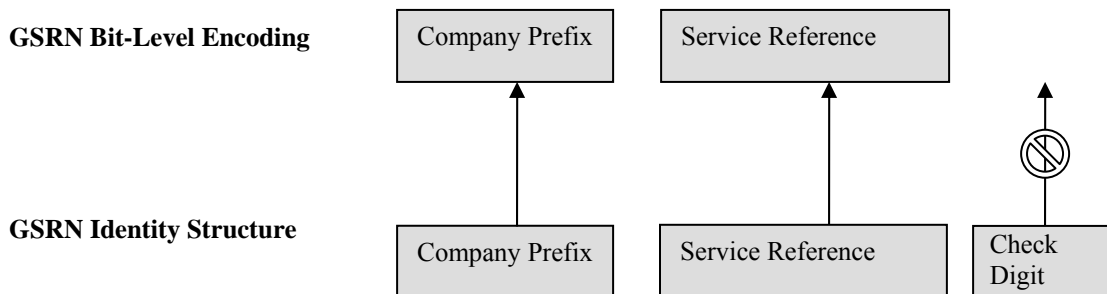 GSRN Bit-Level Encoding
Company Prefix
Service Reference
GSRN Identity Structure
Company Prefix
Service Reference
Check
Digit